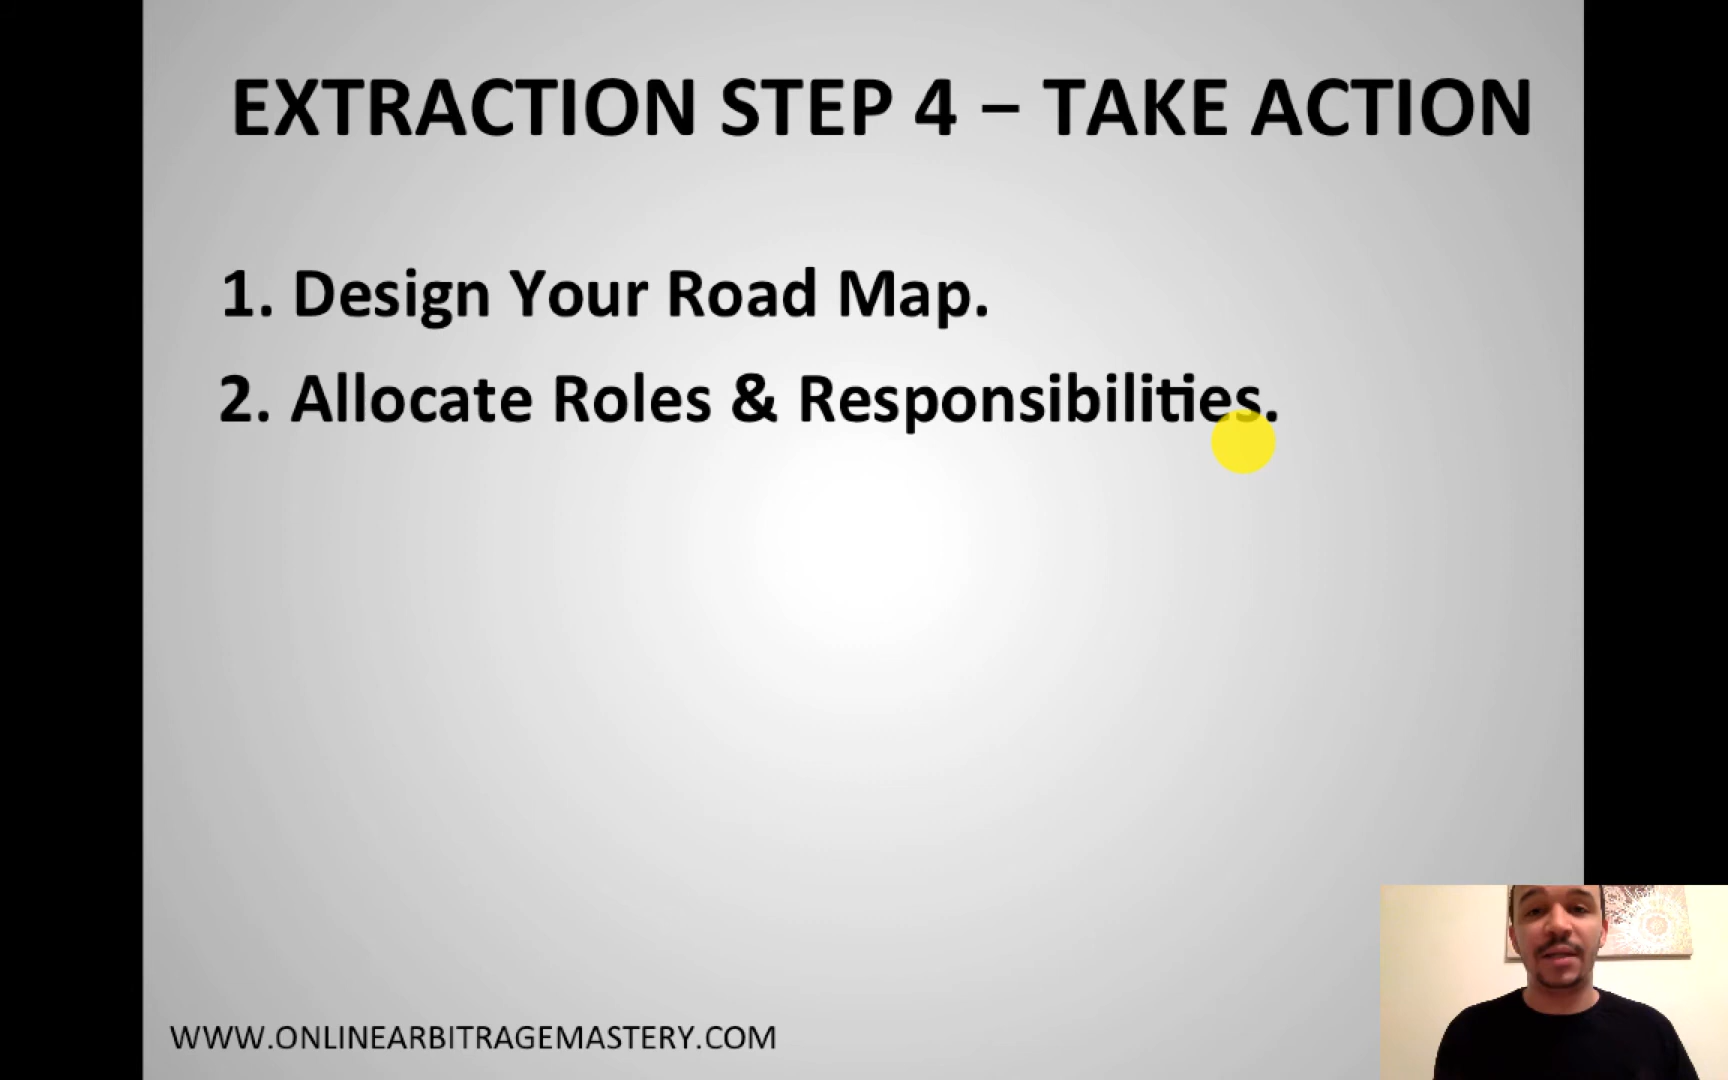 EXTRACTION STEP 4 – TAKE ACTION
1. Design Your Road Map.
2. Allocate Roles & Responsibilities.
WWW.ONLINEARBITRAGEMASTERY.COM